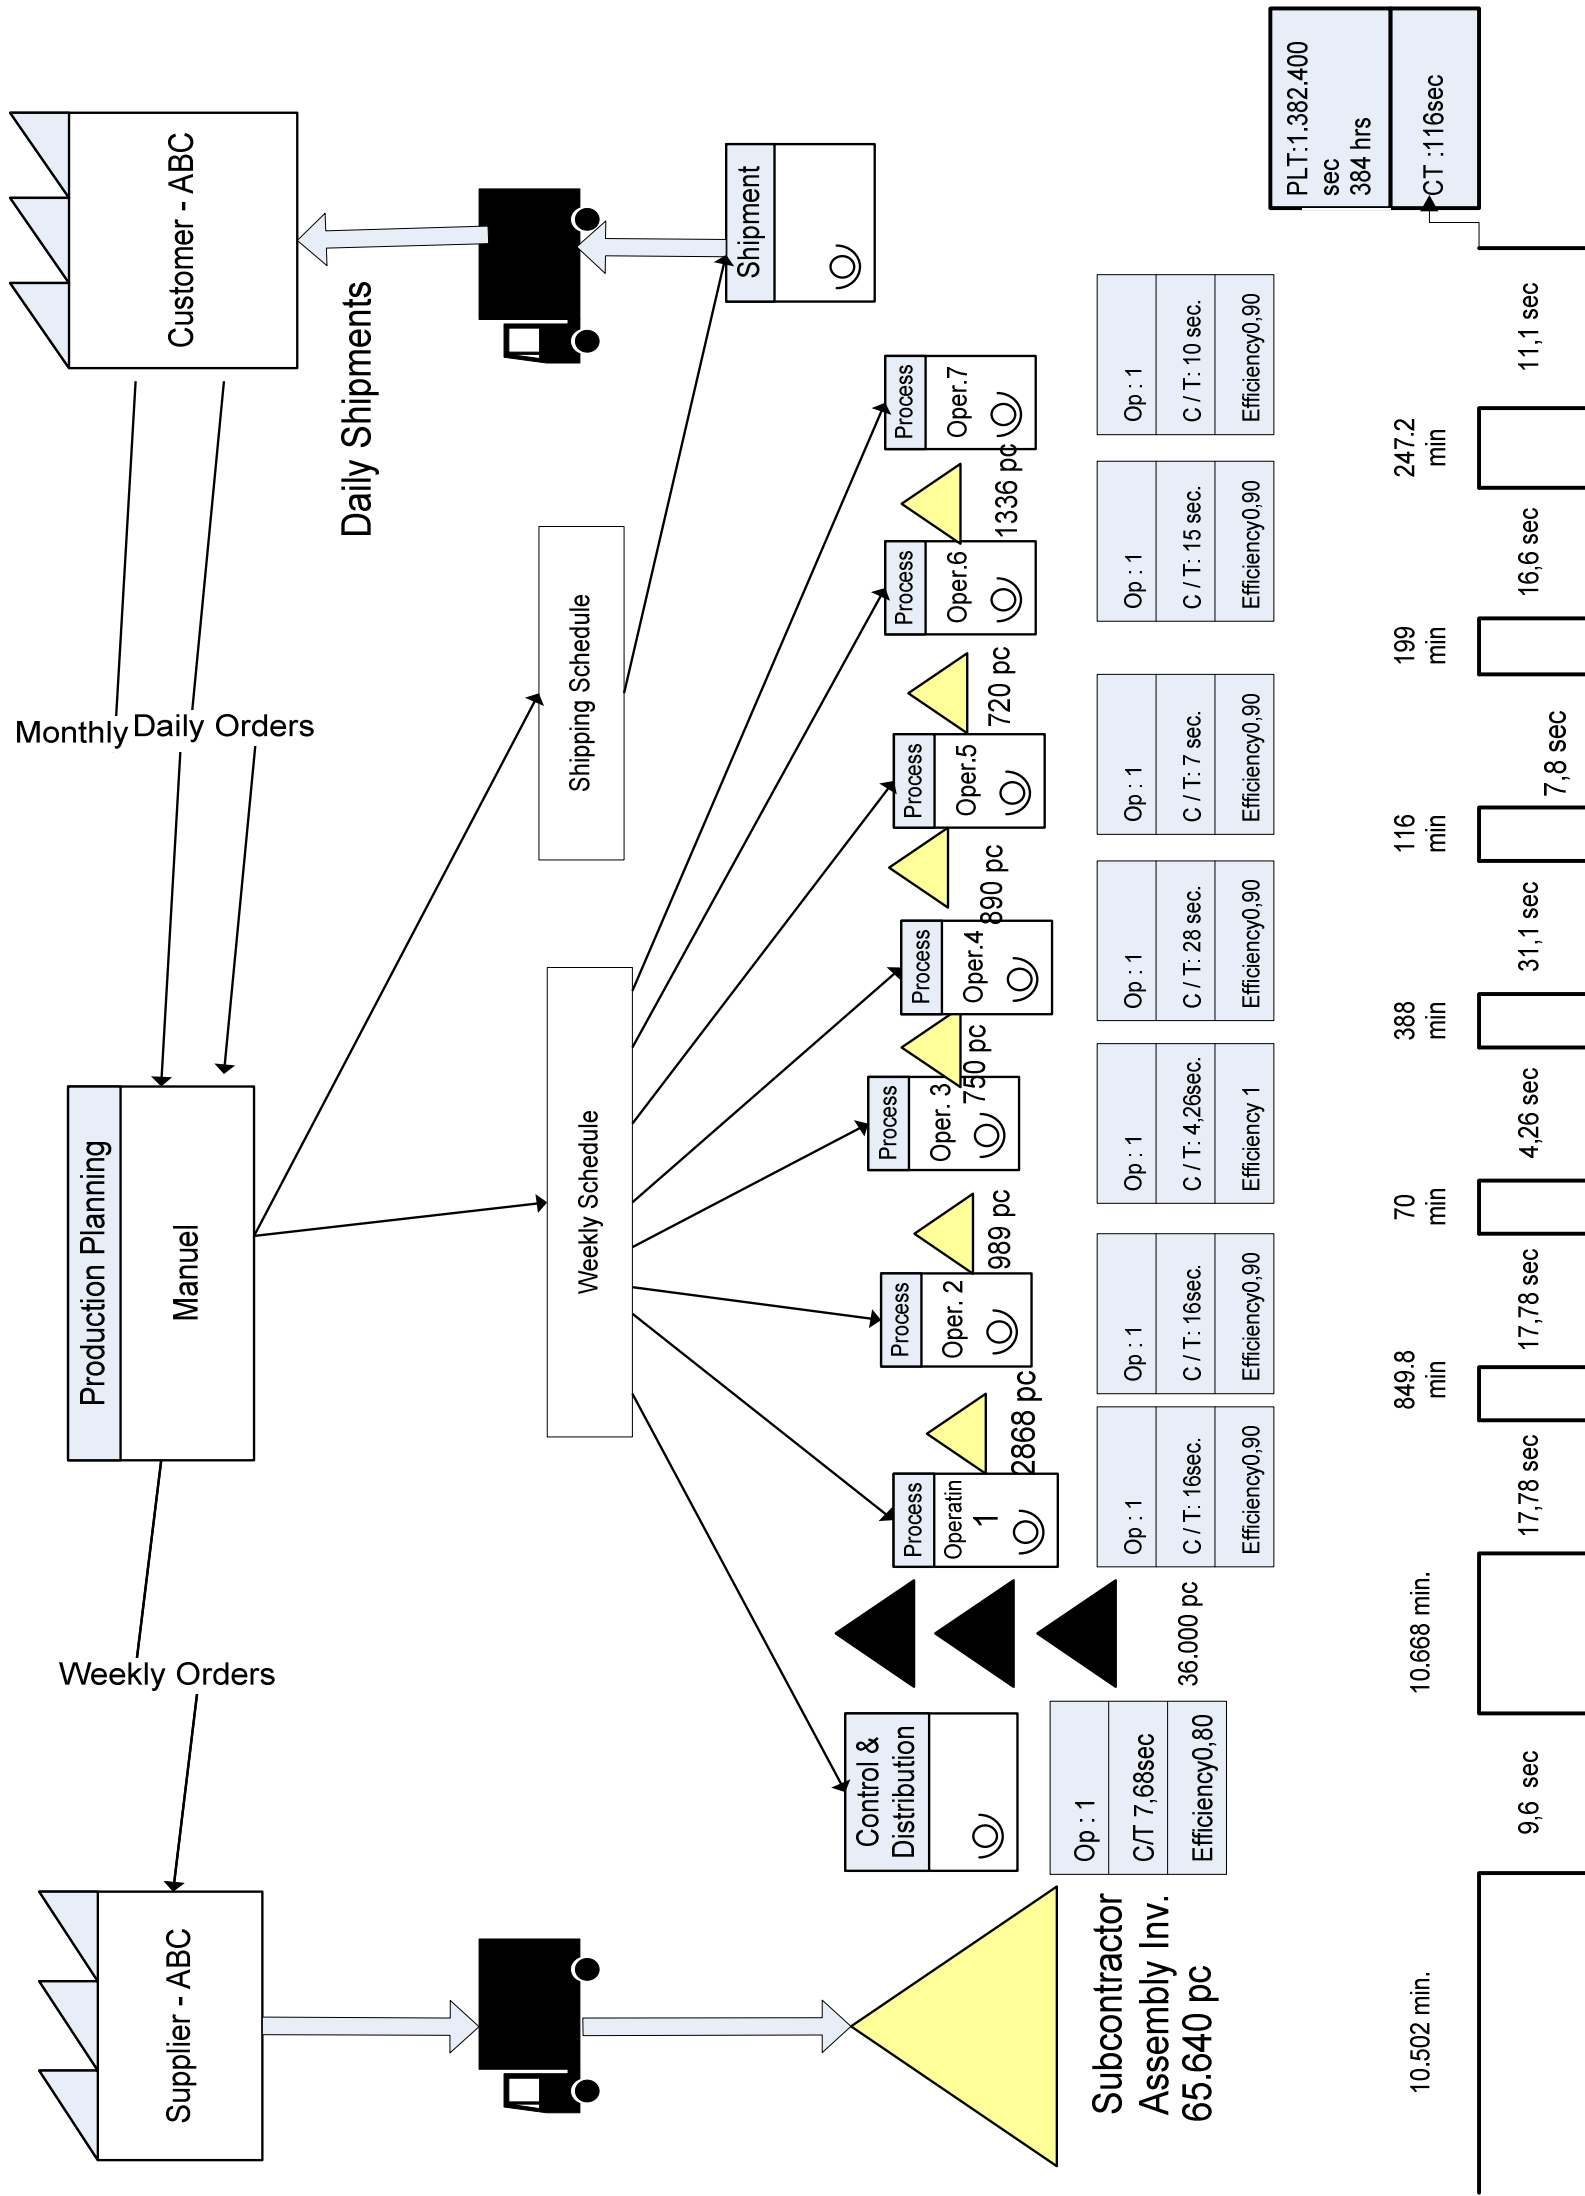 Supplier - ABC
Weekly Orders
Production Planning
Manuel
Monthly
Daily Orders
Customer - ABC
Daily Shipments
Shipping Schedule
Weekly Schedule
Shipment
Subcontractor
Assembly Inv.
65.640 pc
Control &
Distribution
Op : 1
C/T 7,68sec
Efficiency0,80
36.000 pc
Process
Operatin
1
2868 pc
Op : 1
C / T: 16sec.
Efficiency0,90
Process
Oper. 2
989 pc
Op : 1
C / T: 16sec.
Efficiency0,90
Process
Oper. 3
750 pc
Op : 1
C / T: 4,26sec.
Efficiency 1
Process
Oper.4
890 pc
Op : 1
C / T: 28 sec.
Efficiency0,90
Process
Oper.5
720 pc
Op : 1
C / T: 7 sec.
Efficiency0,90
Process
Oper.6
1336 pc
Op : 1
C / T: 15 sec.
Efficiency0,90
Process
Oper.7
Op : 1
C / T: 10 sec.
Efficiency0,90
10.502 min.
9,6 sec
10.668 min.
17,78 sec
849.8
min
17,78 sec
70
min
4,26 sec
388
min
31,1 sec
116
min
7,8 sec
199
min
16,6 sec
247.2
min
11,1 sec
PLT:1.382.400
sec
384 hrs
CT :116sec